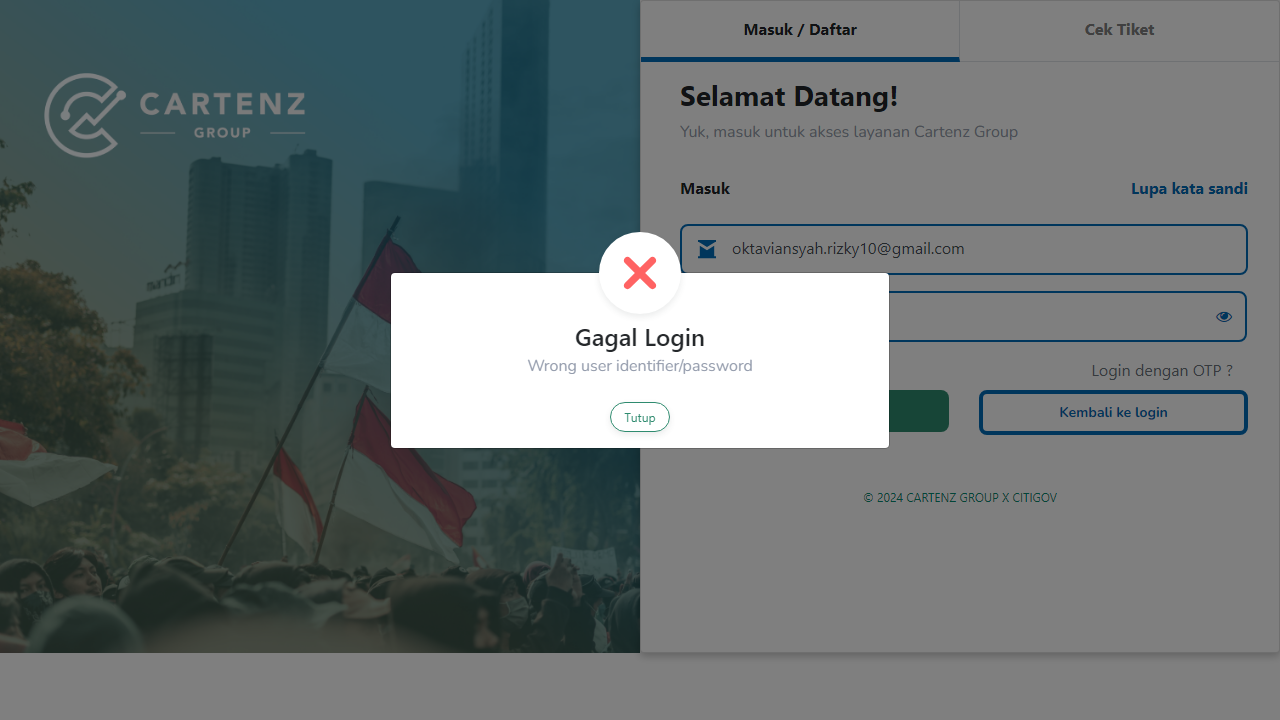 CARTENZ
GROUP
Masuk / Daftar
Cek Tiket
Selamat Datang!
Yuk, masuk untuk akses layanan Cartenz Group
Masuk
Lupa kata sandi
oktaviansyah.rizky10@gmail.com
Gagal Login
Wrong user identifier/password
Tutup
Login dengan OTP ?
Kembali ke login
© 2024 CARTENZ GROUP X CITIGOV